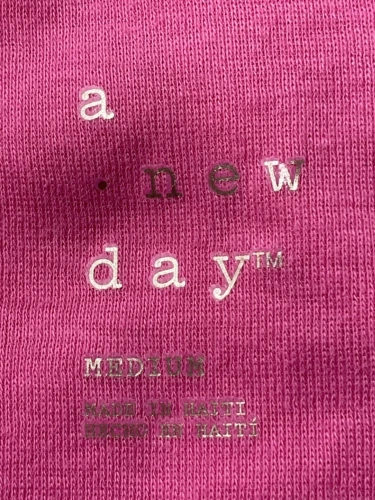 a
new
day™
MEDIUM
MADE IN HAITI
HECHO EN HAITÍ